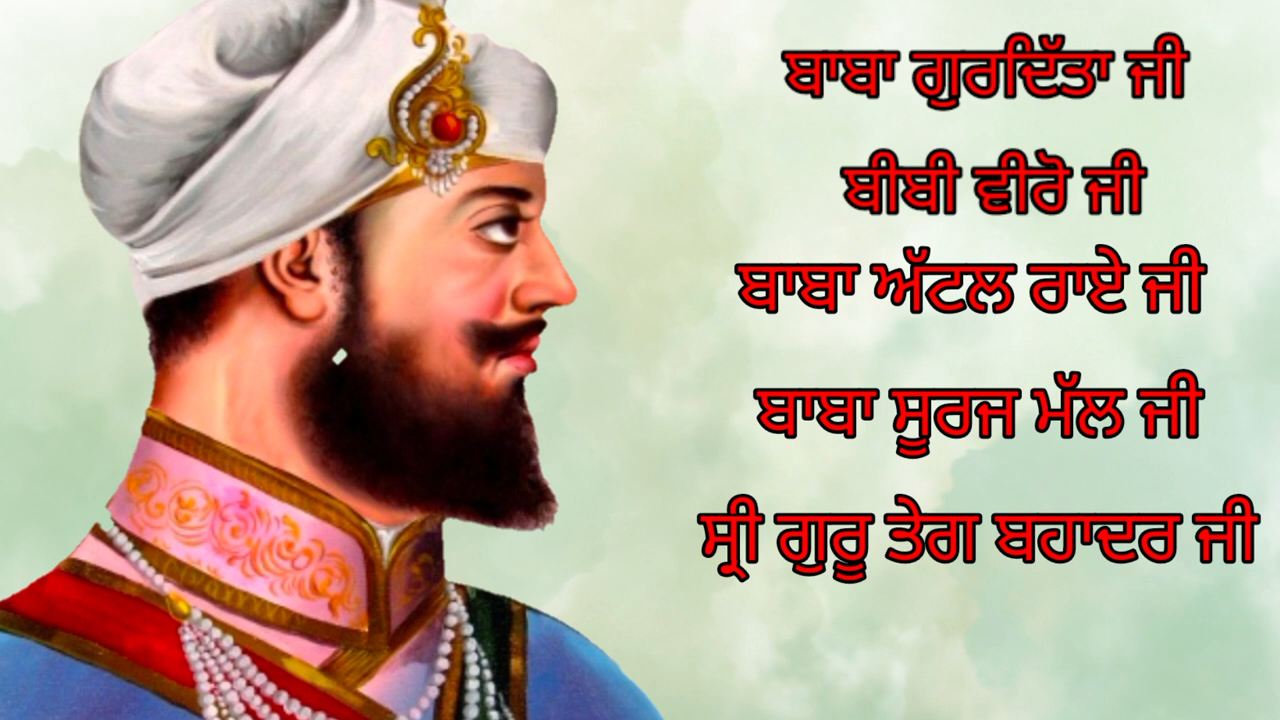 ਬਾਬਾ ਗੁਰਦਿੱਤਾ ਜੀ
ਬੀਬੀ ਵੀਰੋ ਜੀ
ਬਾਬਾ ਅੱਟਲ ਰਾਏ ਜੀ
ਬਾਬਾ ਸੂਰਜ ਮੱਲ ਜੀ
ਸ੍ਰੀ ਗੁਰੂ ਤੇਗ ਬਹਾਦਰ ਜੀ